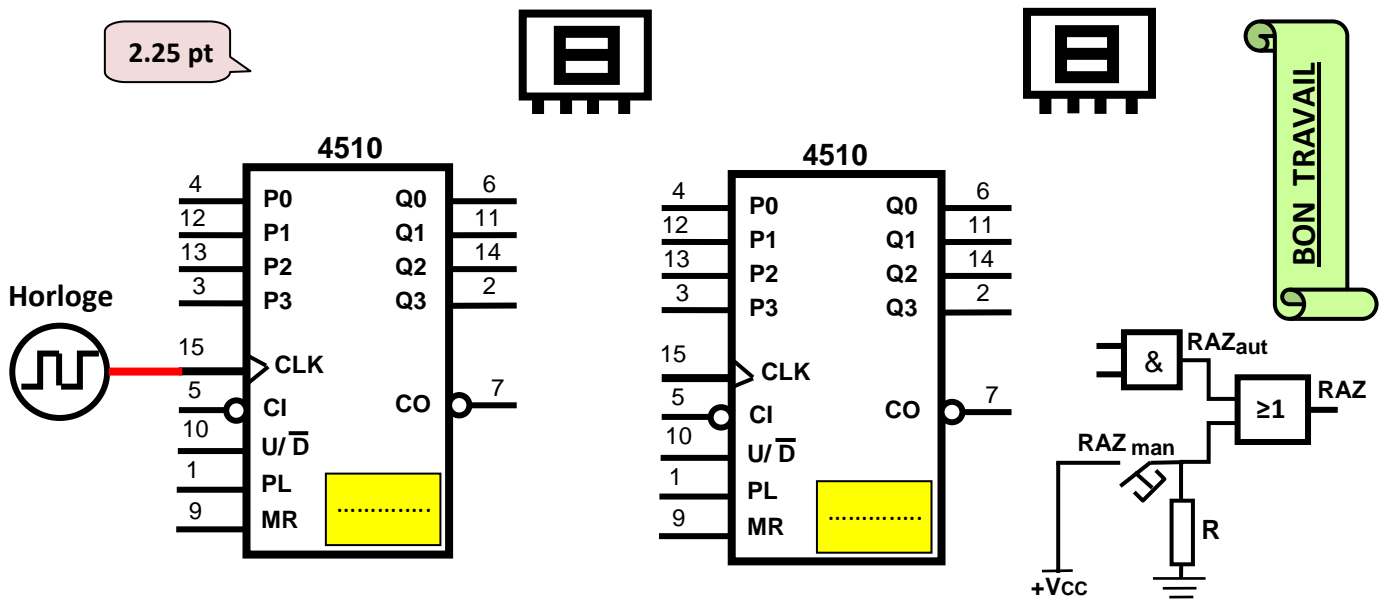 2.25 pt
BON TRAVAIL
4510
4 P0 Q0 6
12 P1 Q1 11
13 P2 Q2 14
3 P3 Q3 2
Horloge
15 CLK
5 CI CO 7
10 U/ D̅
1 PL
9 MR
..............
4510
4 P0 Q0 6
12 P1 Q1 11
13 P2 Q2 14
3 P3 Q3 2
15 CLK
5 CI CO 7
10 U/ D̅
1 PL
9 MR
..............
& RAZaut
≥1 RAZ
RAZ man
R
+Vcc